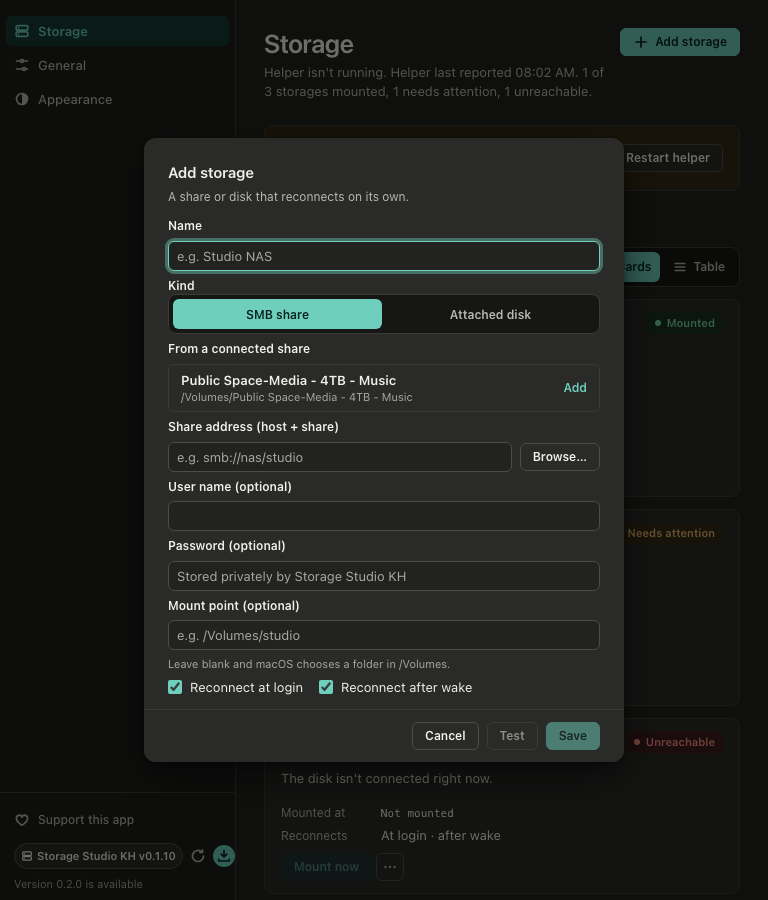 Storage
General
Appearance
Storage
Add storage
Helper isn't running. Helper last reported 08:02 AM. 1 of
3 storages mounted, 1 needs attention, 1 unreachable.
Restart helper
Table
Mounted
Needs attention
Unreachable
Add storage
A share or disk that reconnects on its own.
Name
e.g. Studio NAS
Kind
SMB share
Attached disk
From a connected share
Public Space-Media - 4TB - Music
/Volumes/Public Space-Media - 4TB - Music
Add
Share address (host + share)
e.g. smb://nas/studio
Browse...
User name (optional)
Password (optional)
Stored privately by Storage Studio KH
Mount point (optional)
e.g. /Volumes/studio
Leave blank and macOS chooses a folder in /Volumes.
Reconnect at login
Reconnect after wake
Cancel
Test
Save
The disk isn't connected right now.
Mounted at
Not mounted
Reconnects
At login · after wake
Mount now
Support this app
Storage Studio KH v0.1.10
Version 0.2.0 is available